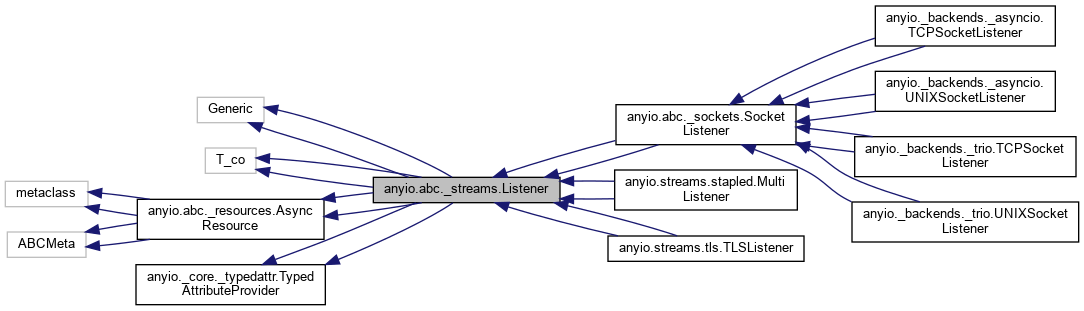 anyio._backends._asyncio.
TCPSocketListener
anyio._backends._asyncio.
UNIXSocketListener
Generic
anyio.abc._sockets.Socket
Listener
anyio._backends._trio.TCPSocket
Listener
T_co
anyio.abc._streams.Listener
anyio.streams.stapled.Multi
Listener
metaclass
anyio.abc._resources.Async
Resource
anyio._backends._trio.UNIXSocket
Listener
ABCMeta
anyio.streams.tls.TLSListener
anyio._core._typedattr.Typed
AttributeProvider